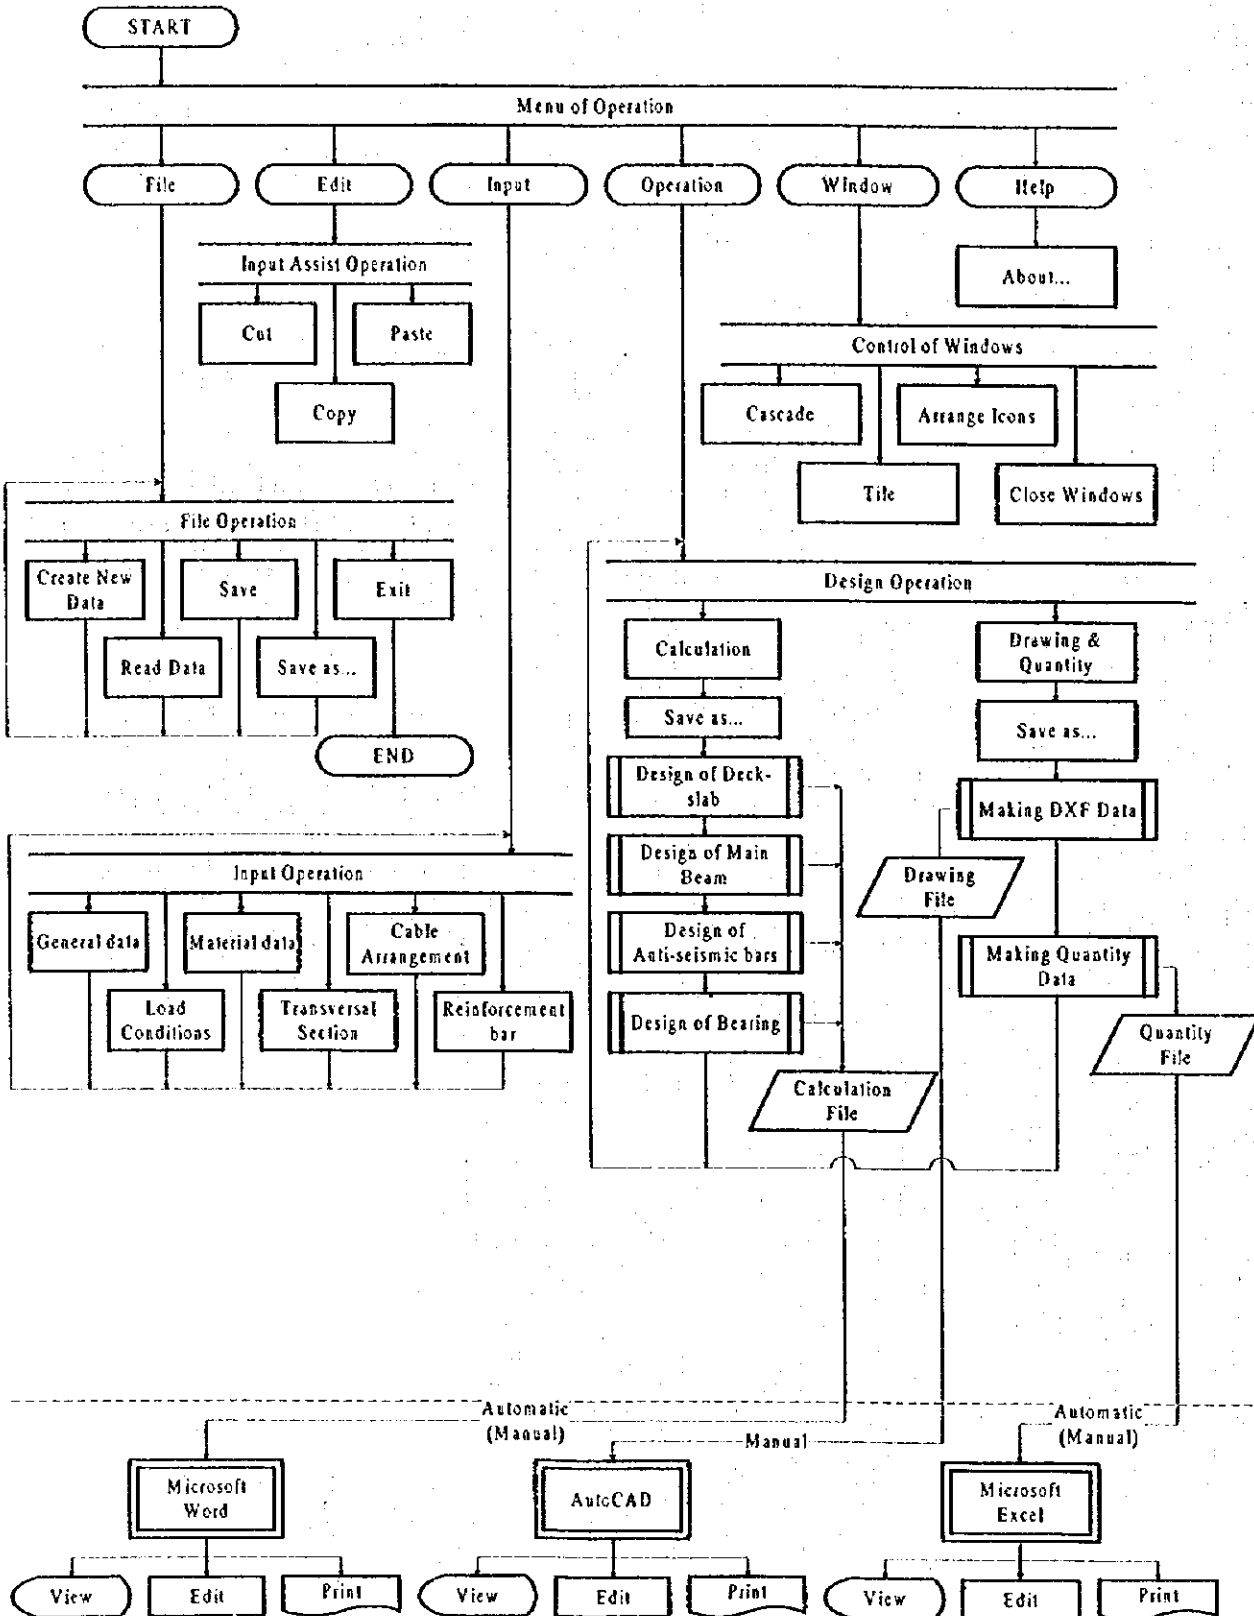 START
Menu of Operation
File
Edit
Input
Operation
Window
Help
Input Assist Operation
About...
Cut
Paste
Control of Windows
Copy
Cascade
Arrange Icons
Tile
Close Windows
File Operation
Create New
Data
Save
Exit
Design Operation
Read Data
Save as...
Calculation
Drawing &
Quantity
Save as...
Save as...
END
Design of Deck-
slab
Making DXF Data
Design of Main
Beam
Drawing
File
Input Operation
General data
Material data
Cable
Arrangement
Design of
Anti-seismic bars
Making Quantity
Data
Load
Conditions
Transversal
Section
Reinforcement
bar
Design of Bearing
Quantity
File
Calculation
File
Automatic
(Manual)
Manual
Automatic
(Manual)
Microsoft
Word
AutoCAD
Microsoft
Excel
View
Edit
Print
View
Edit
Print
View
Edit
Print